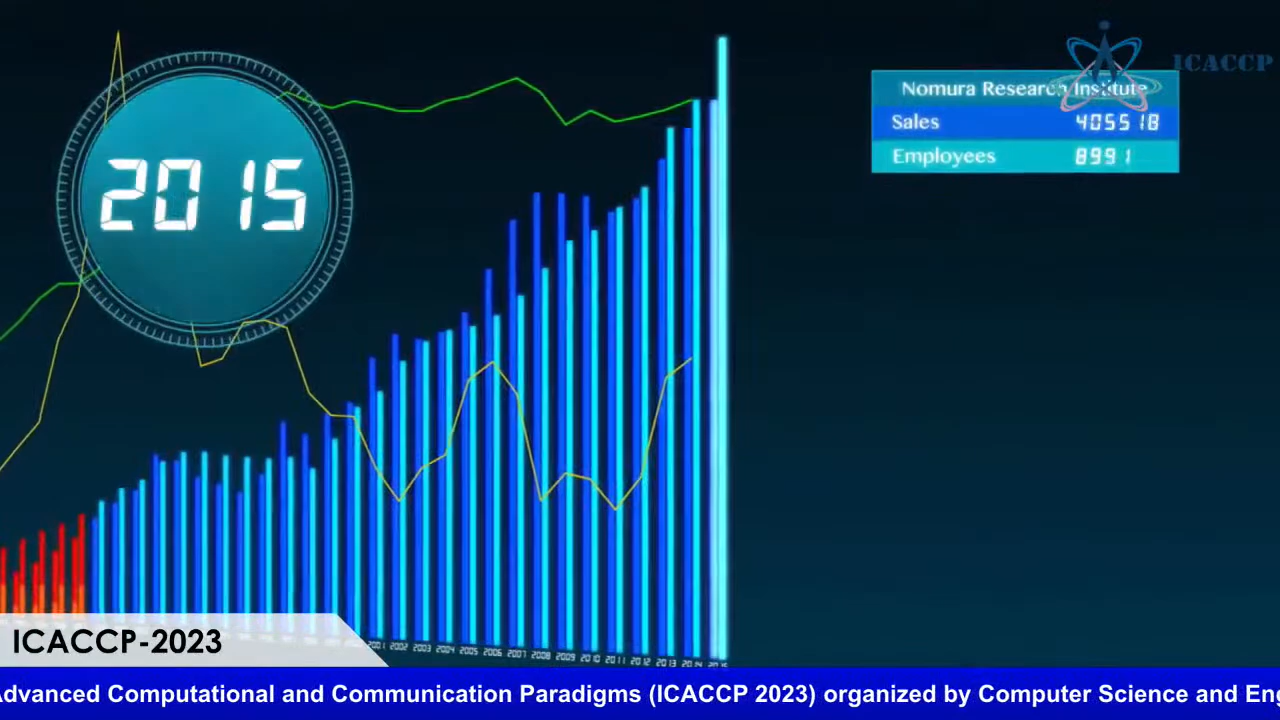 ICACCP
Nomura Research Institute
Sales 405518
Employees 8991
2015
2001 2002 2003 2004 2005 2006 2007 2008 2009 2010 2011 2012 2013 2014 2015
ICACCP-2023
Advanced Computational and Communication Paradigms (ICACCP 2023) organized by Computer Science and Eng